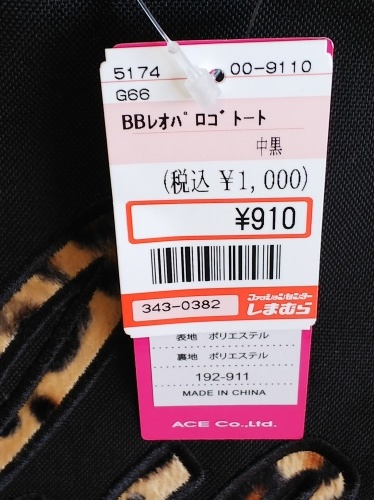 5174 00-9110
G66
BBレオパ ロゴトート
中黒
(税込 ¥1,000)
¥910
343-0382
ファッションセンター
しまむら
表地 ポリエステル
裏地 ポリエステル
192-911
MADE IN CHINA
ACE Co.,Ltd.